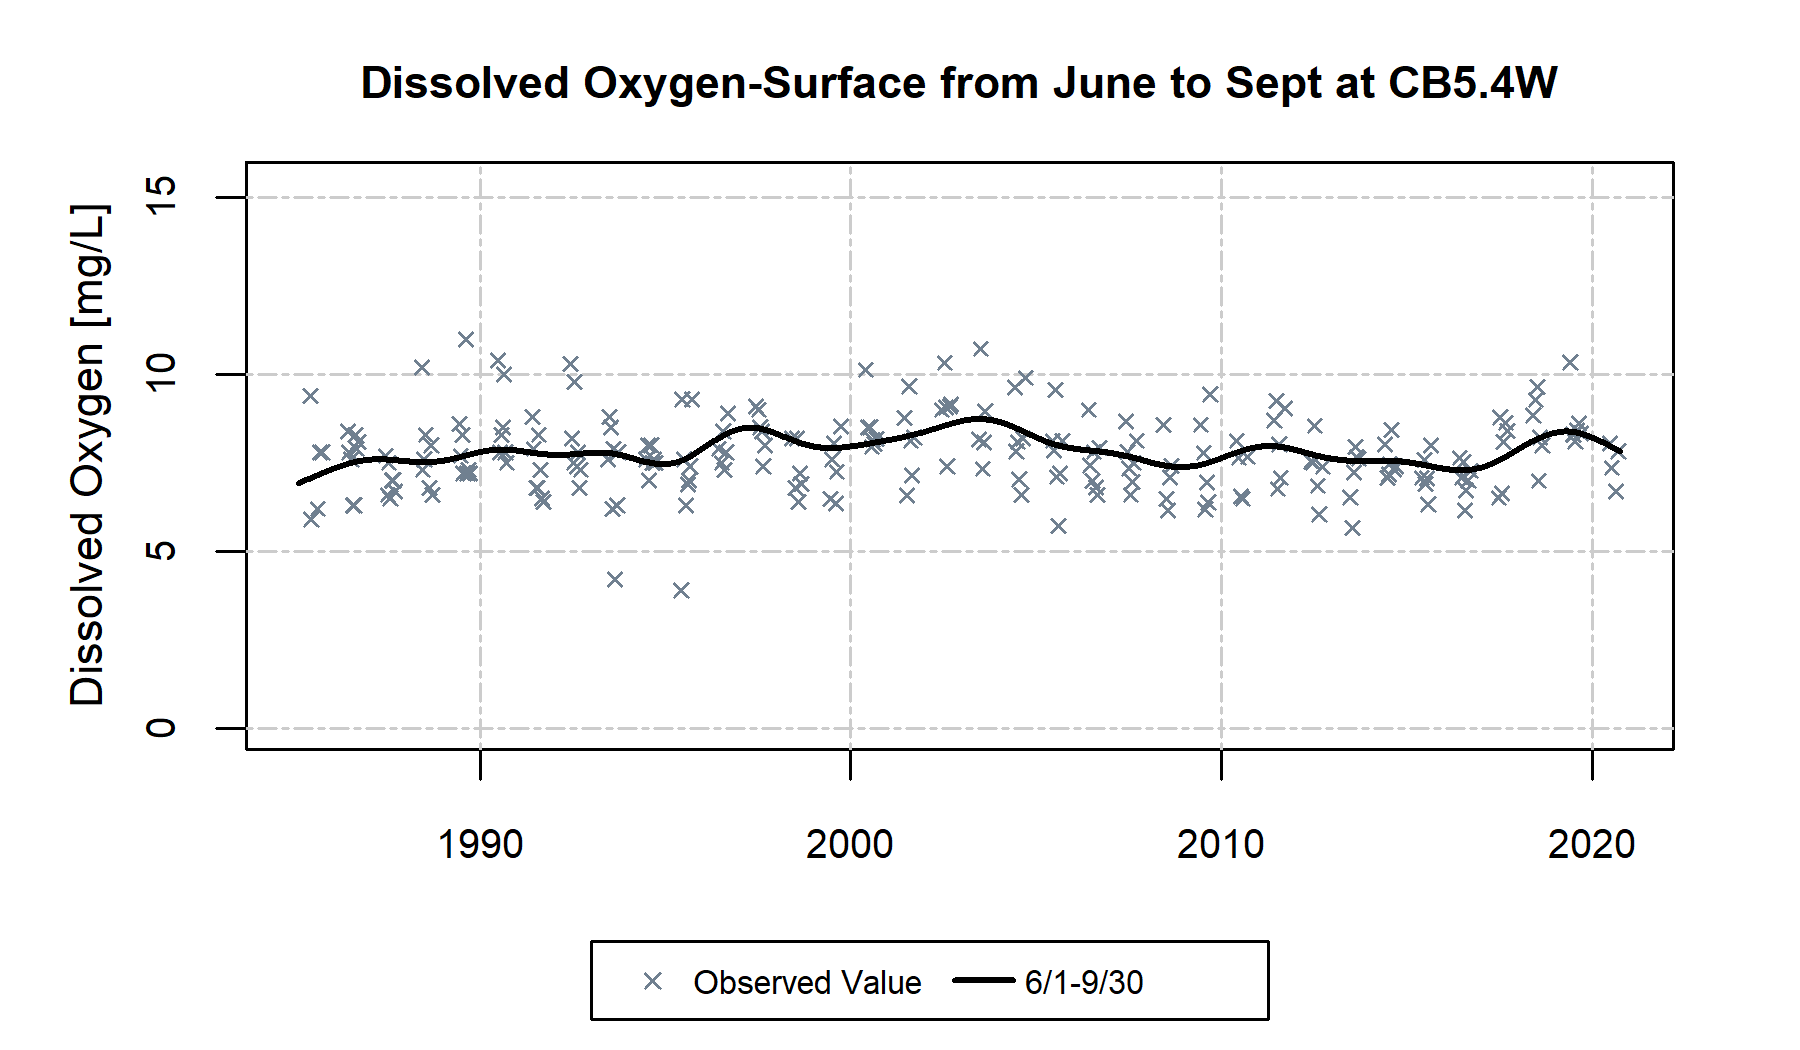 Dissolved Oxygen-Surface from June to Sept at CB5.4W
Dissolved Oxygen [mg/L]
15
10
5
0
1990 2000 2010 2020
Observed Value 6/1-9/30